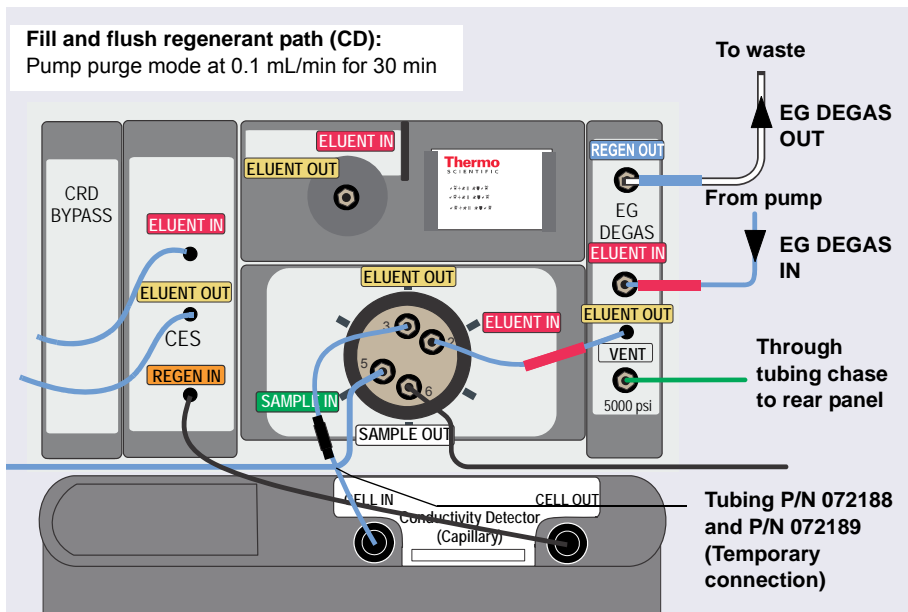 Fill and flush regenerant path (CD):
Pump purge mode at 0.1 mL/min for 30 min
To waste
EG DEGAS
OUT
From pump
EG DEGAS
IN
Through
tubing chase
to rear panel
Tubing P/N 072188
and P/N 072189
(Temporary
connection)
CRD
BYPASS
ELUENT IN
ELUENT OUT
CES
REGEN IN
ELUENT IN
ELUENT OUT
Thermo
SCIENTIFIC
REGEN OUT
EG
DEGAS
ELUENT IN
ELUENT OUT
VENT
5000 psi
ELUENT OUT
ELUENT IN
3
2
5
6
SAMPLE IN
SAMPLE OUT
CELL IN
CELL OUT
Conductivity Detector
(Capillary)